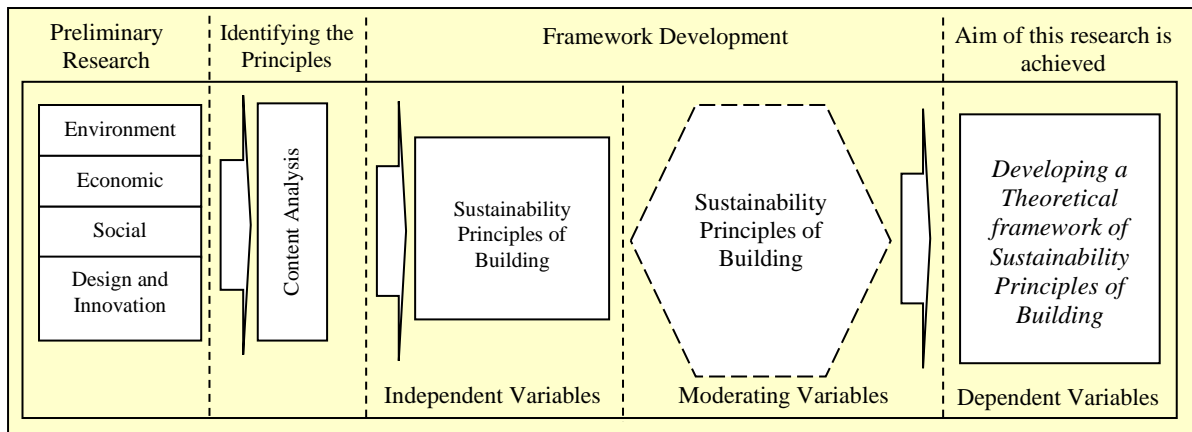 Preliminary
Research
Identifying the
Principles
Framework Development
Aim of this research is
achieved
Environment
Economic
Social
Design and
Innovation
Content Analysis
Sustainability
Principles of
Building
Sustainability
Principles of
Building
Developing a
Theoretical
framework of
Sustainability
Principles of
Building
Independent Variables
Moderating Variables
Dependent Variables